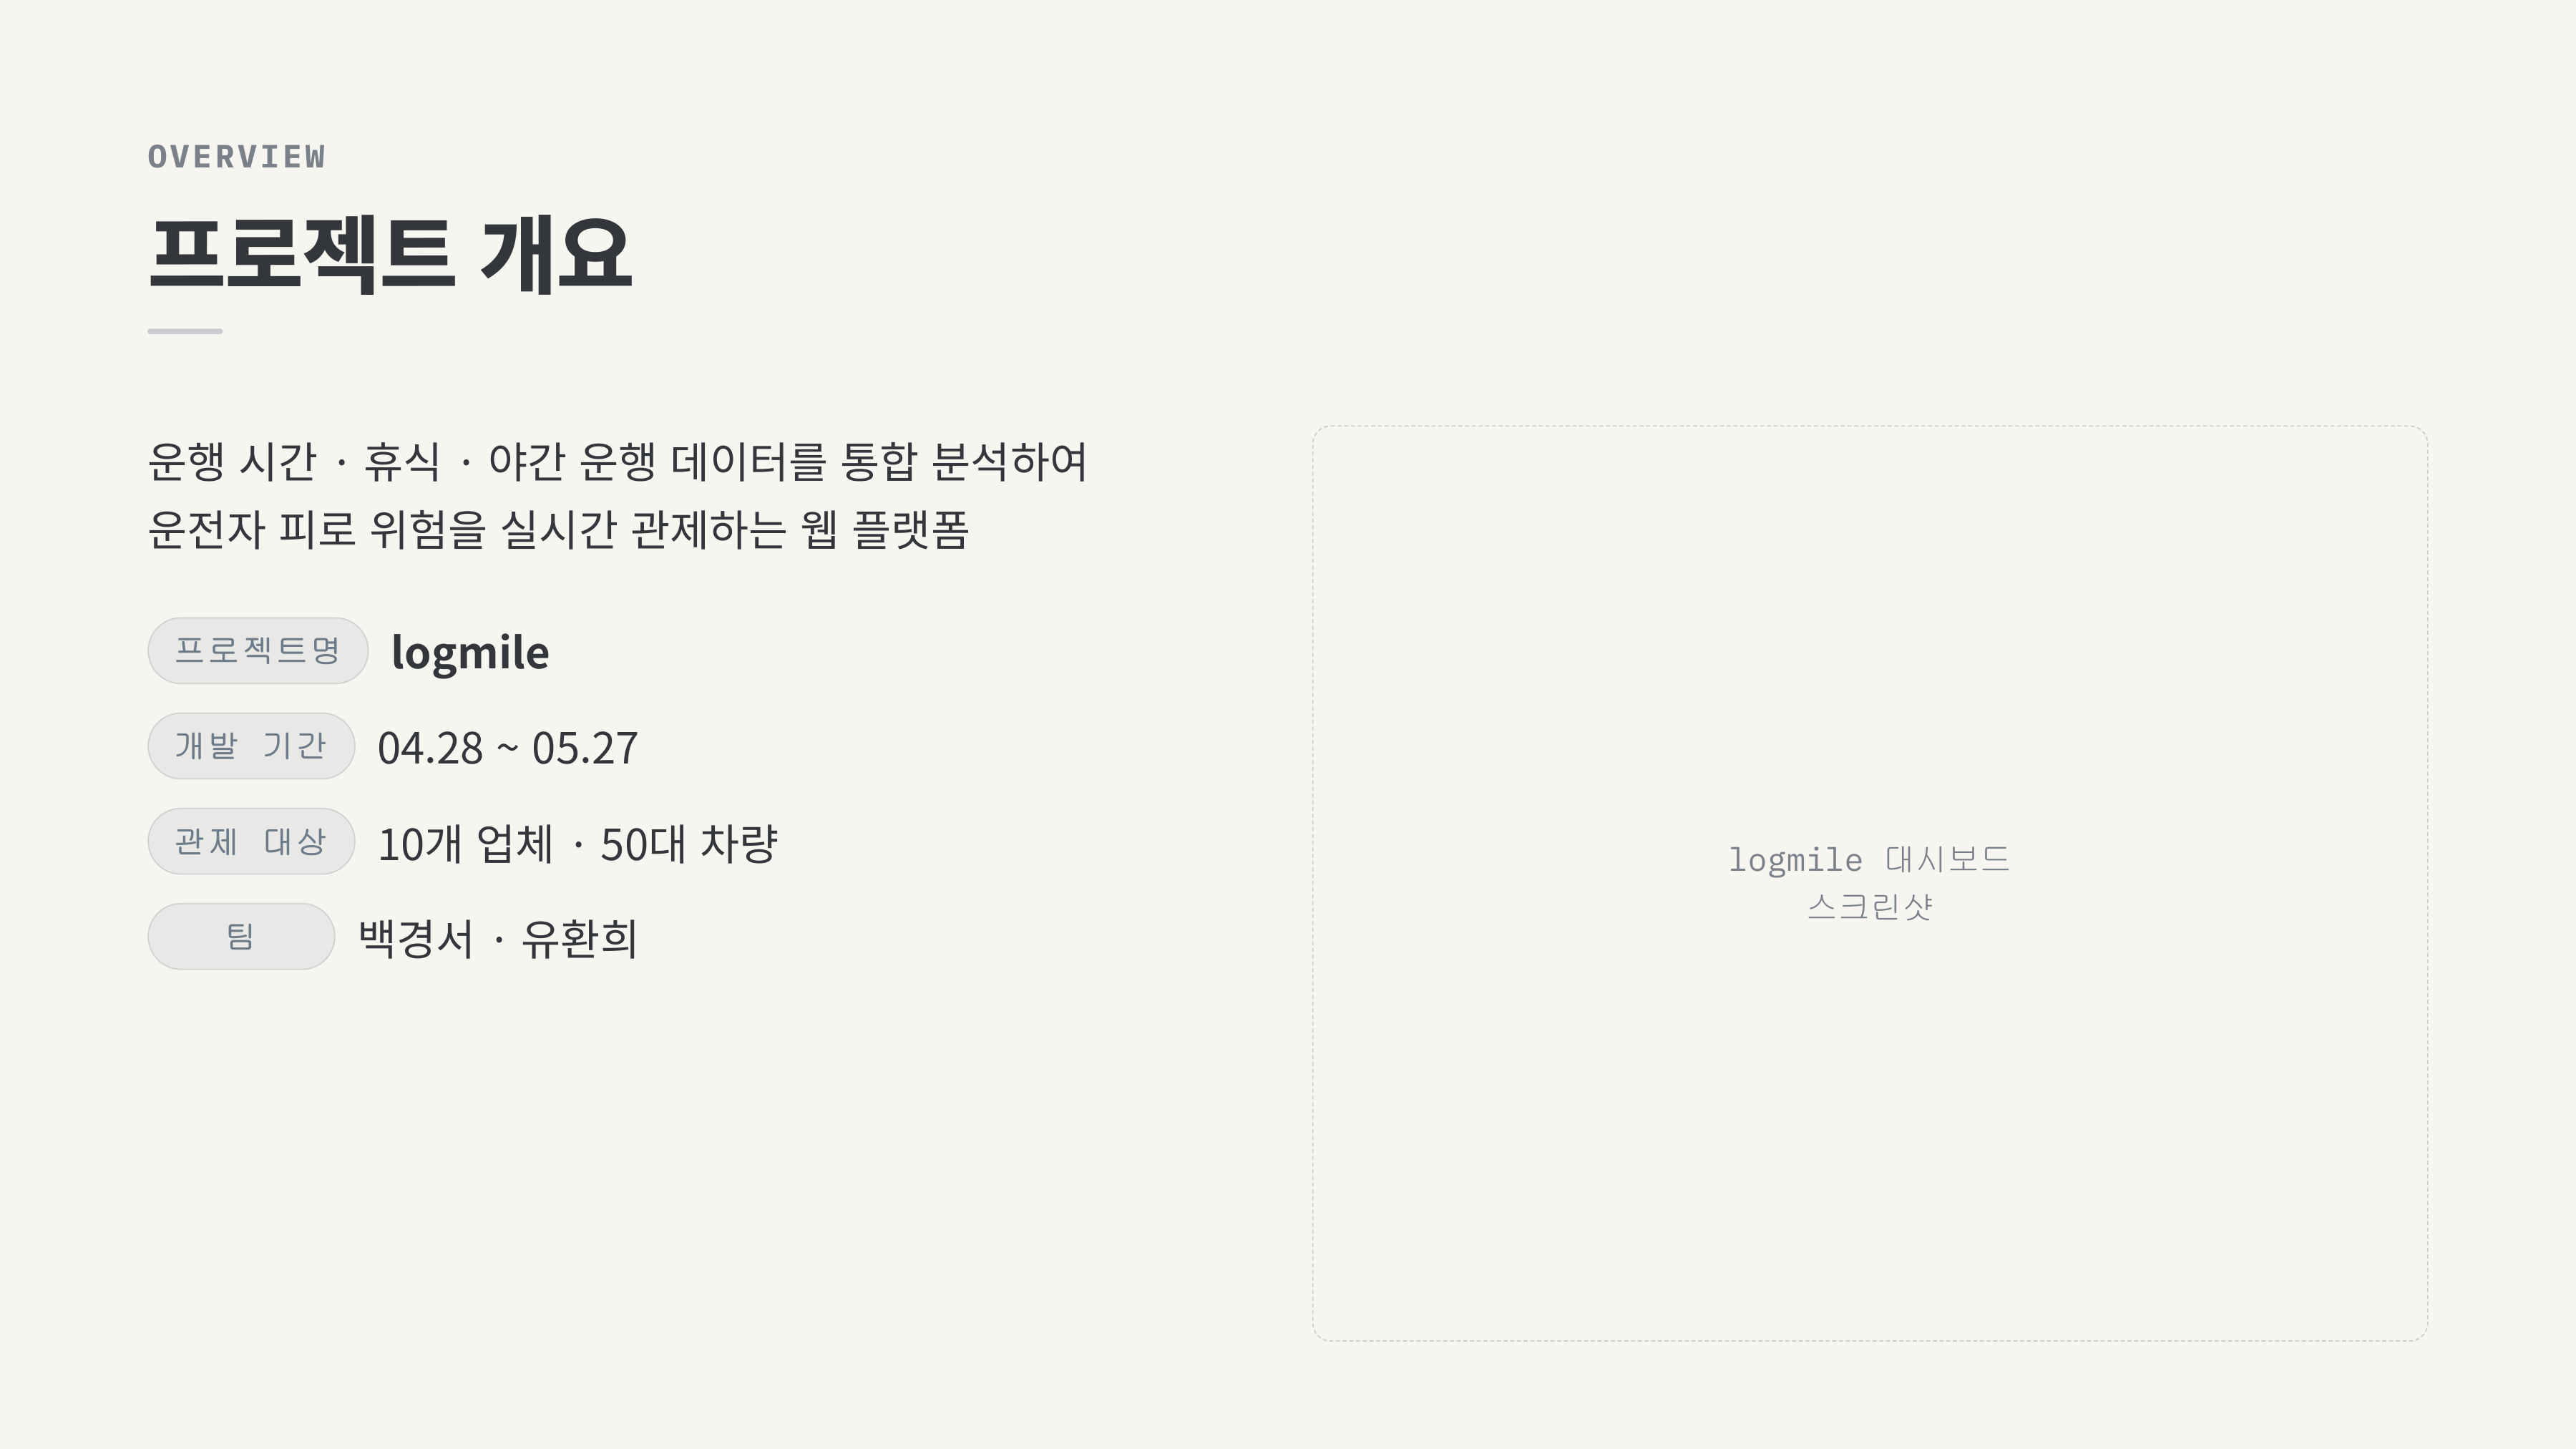 OVERVIEW
프로젝트 개요
운행 시간 · 휴식 · 야간 운행 데이터를 통합 분석하여
운전자 피로 위험을 실시간 관제하는 웹 플랫폼
프로젝트명 logmile
개발 기간 04.28 ~ 05.27
관제 대상 10개 업체 · 50대 차량
팀 백경서 · 유환희
logmile 대시보드
스크린샷